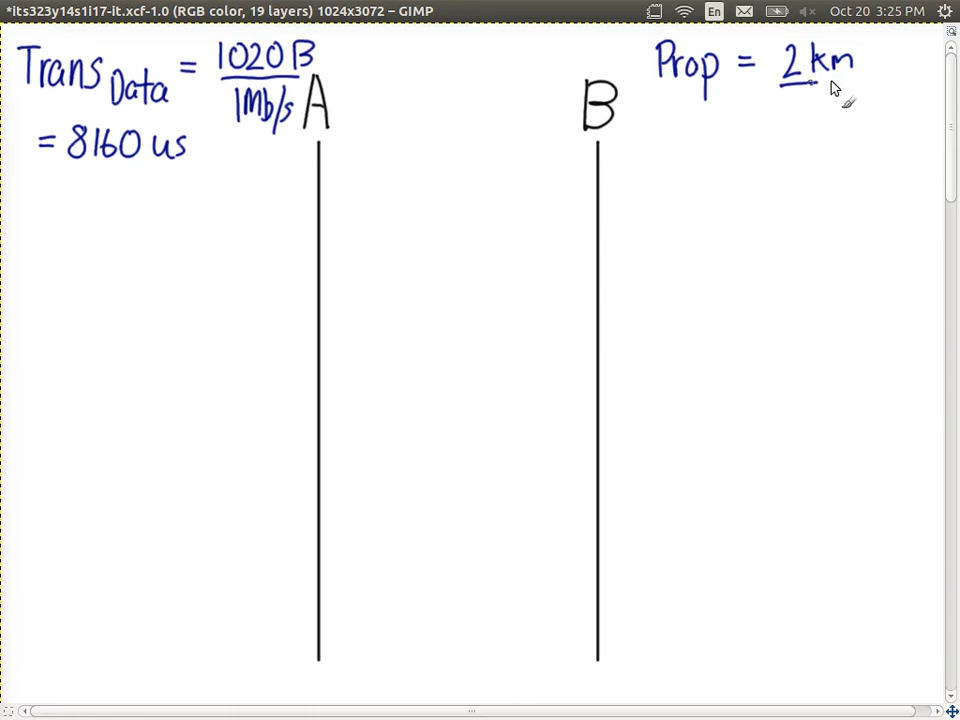 *its323y14s1i17-it.xcf-1.0 (RGB color, 19 layers) 1024x3072 – GIMP
En
Oct 20 3:25 PM
Trans Data = 1020 B
1Mb/s
= 8160 us
A
B
Prop = 2 km